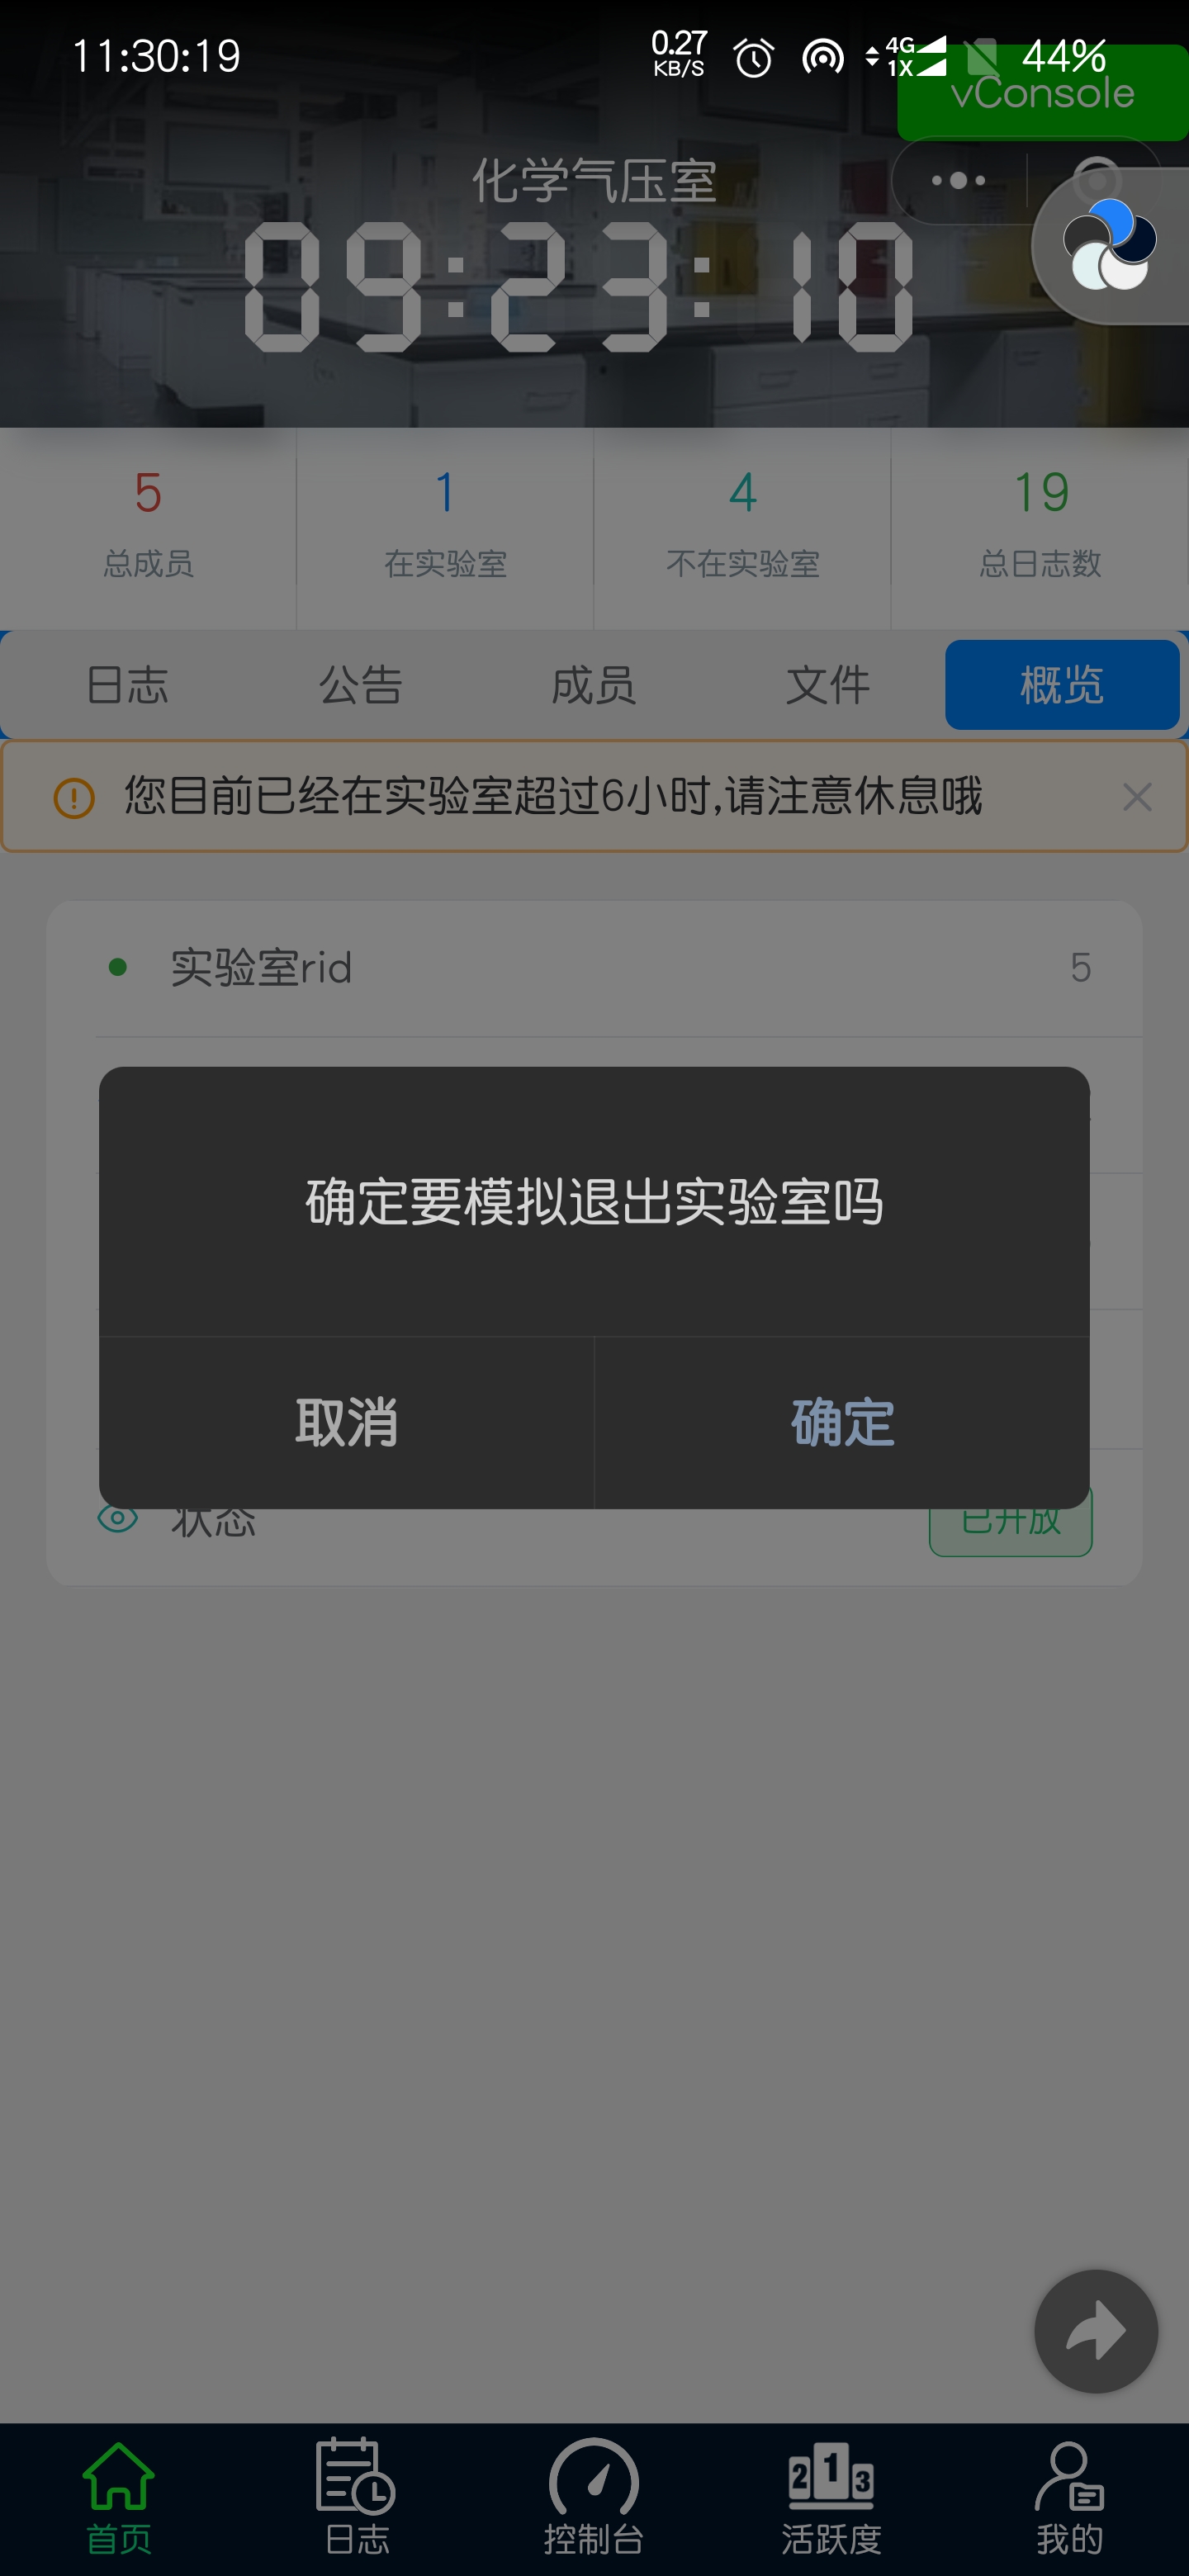 11:30:19
0.27
KB/S
4G
1X
44%
vConsole
化学气压室
09:23:10
5
1
4
19
总成员
在实验室
不在实验室
总日志数
日志
公告
成员
文件
概览
您目前已经在实验室超过6小时,请注意休息哦
实验室rid
5
确定要模拟退出实验室吗
取消
确定
状态
已开放
首页
日志
控制台
2 1 3
活跃度
我的